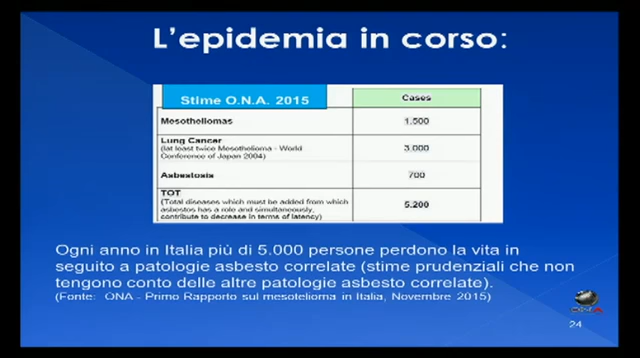 L'epidemia in corso:
Stime O.N.A. 2015
Cases
Mesotheliomas
1.500
Lung Cancer
(lat least twice Mesothelioma - World
Conference of Japan 2004)
3.000
Asbestosis
700
TOT
(Total diseases which must be added from which
asbestos has a role and simultaneously,
contribute to decrease in terms of latency)
5.200
Ogni anno in Italia più di 5.000 persone perdono la vita in
seguito a patologie asbesto correlate (stime prudenziali che non
tengono conto delle altre patologie asbesto correlate).
(Fonte: ONA - Primo Rapporto sul mesotelioma in Italia, Novembre 2015)
24